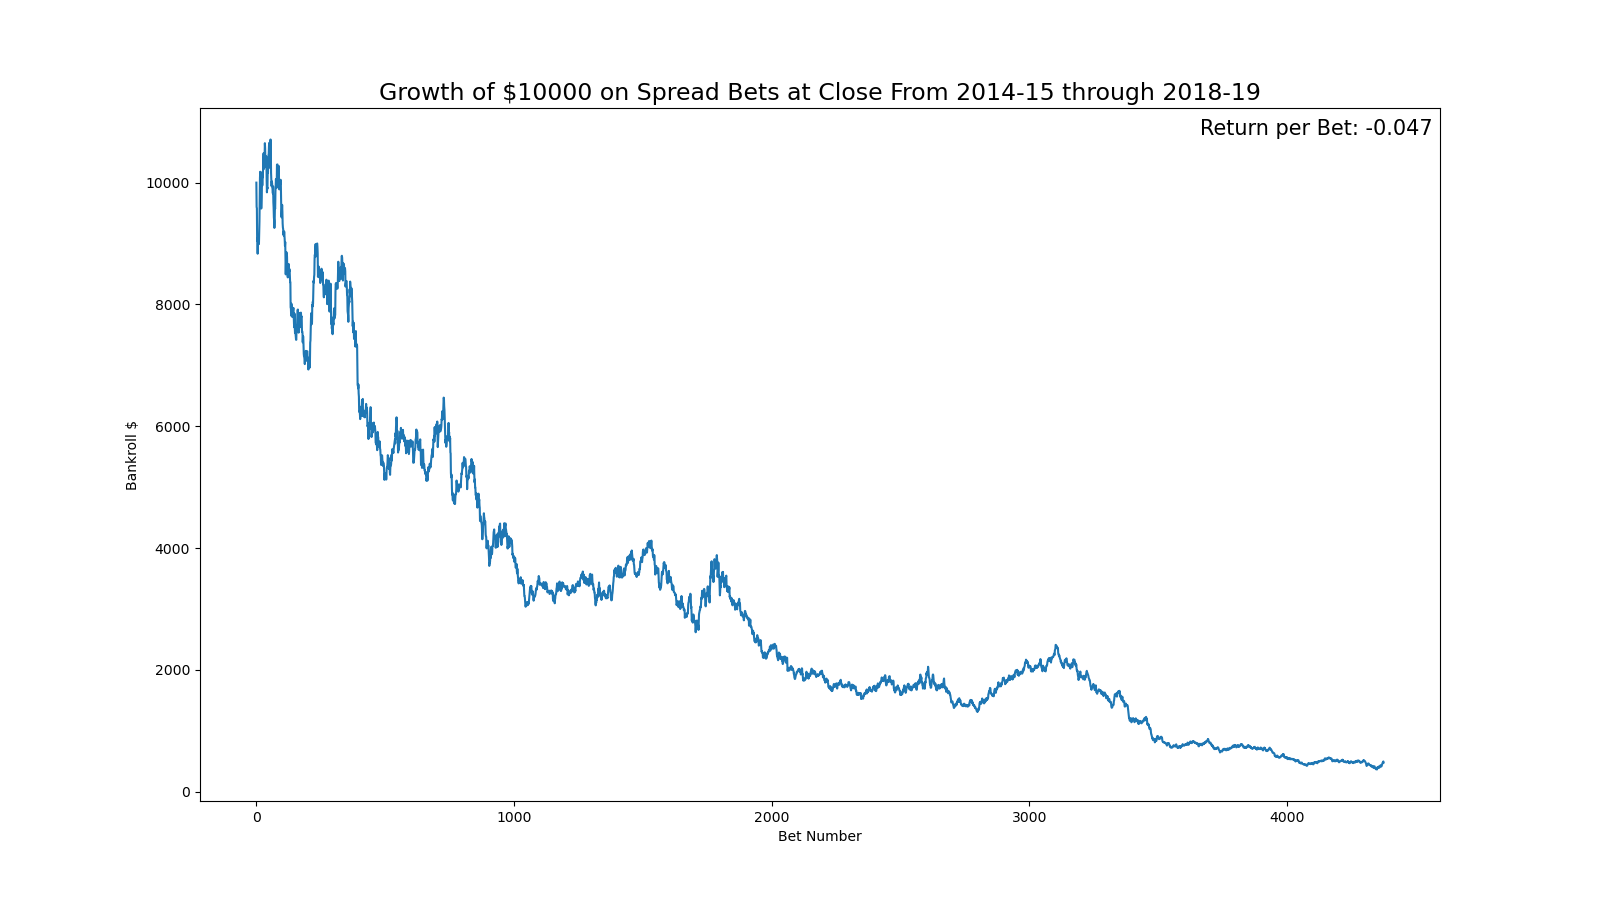 Growth of $10000 on Spread Bets at Close From 2014-15 through 2018-19
Return per Bet: -0.047
10000
8000
6000
4000
2000
0
Bankroll $
0 1000 2000 3000 4000
Bet Number